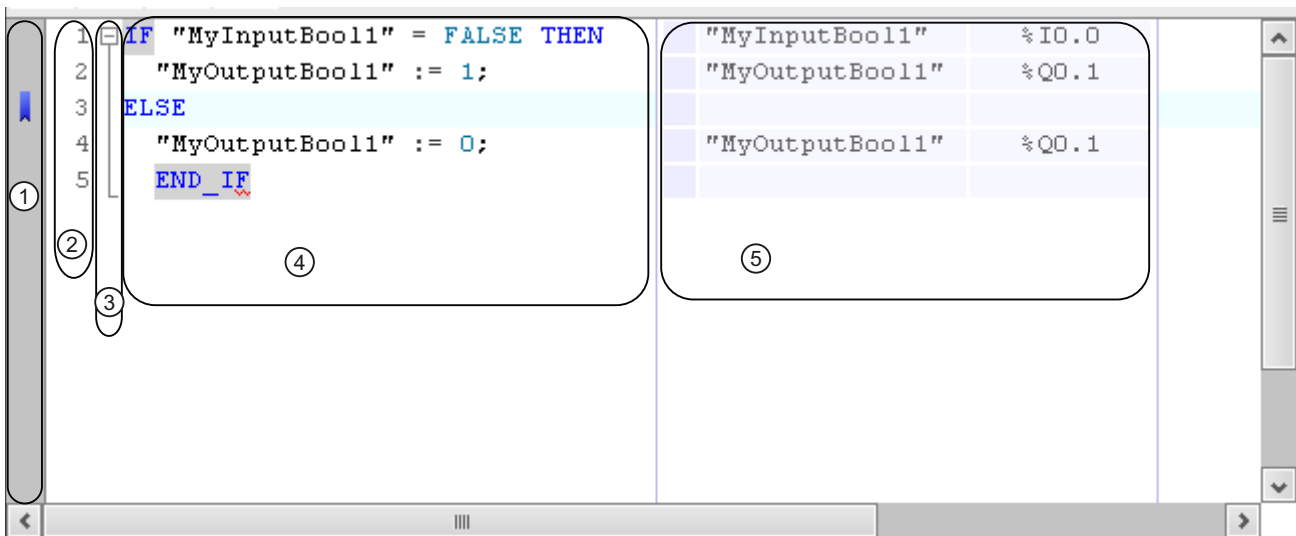 1 IF "MyInputBool1" = FALSE THEN "MyInputBool1" %I0.0
2 "MyOutputBool1" := 1; "MyOutputBool1" %Q0.1
3 ELSE
4 "MyOutputBool1" := 0; "MyOutputBool1" %Q0.1
5 END_IF
1
2
3
4
5